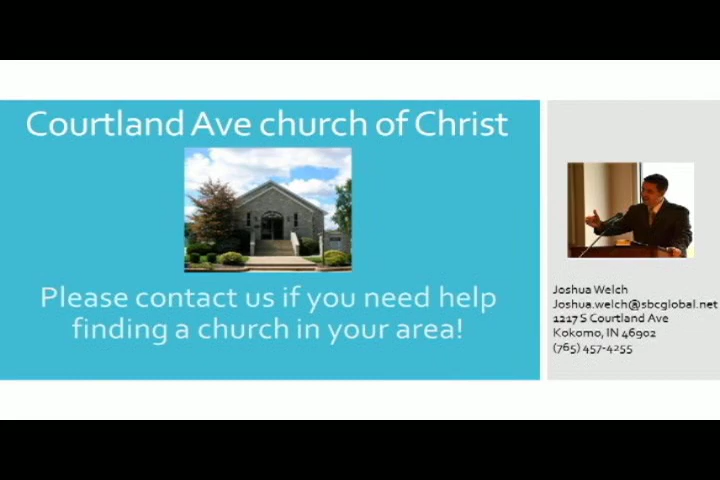 Courtland Ave church of Christ
Please contact us if you need help
finding a church in your area!
Joshua Welch
Joshua.welch@sbcglobal.net
1217 S Courtland Ave
Kokomo, IN 46902
(765) 457-4255